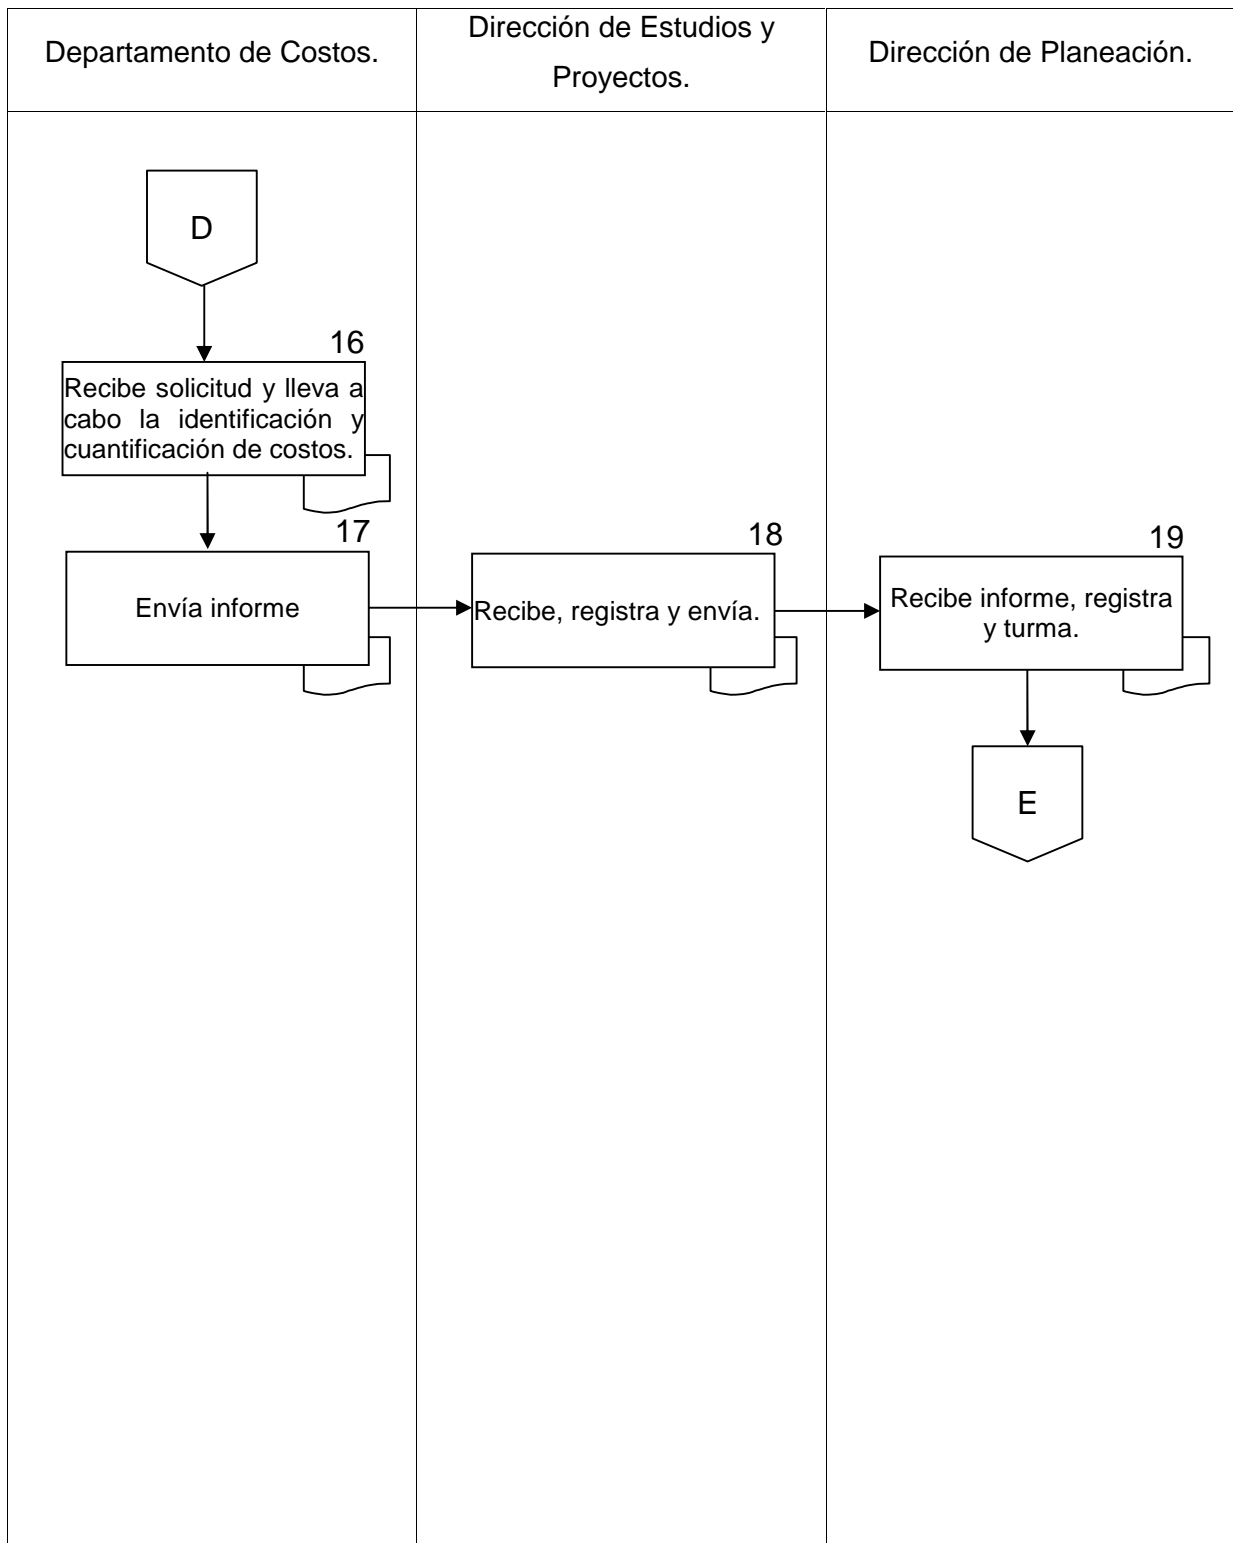 Departamento de Costos.
Dirección de Estudios y
Proyectos.
Dirección de Planeación.
D
16
Recibe solicitud y lleva a
cabo la identificación y
cuantificación de costos.
17
Envía informe
18
Recibe, registra y envía.
19
Recibe informe, registra
y turma.
E